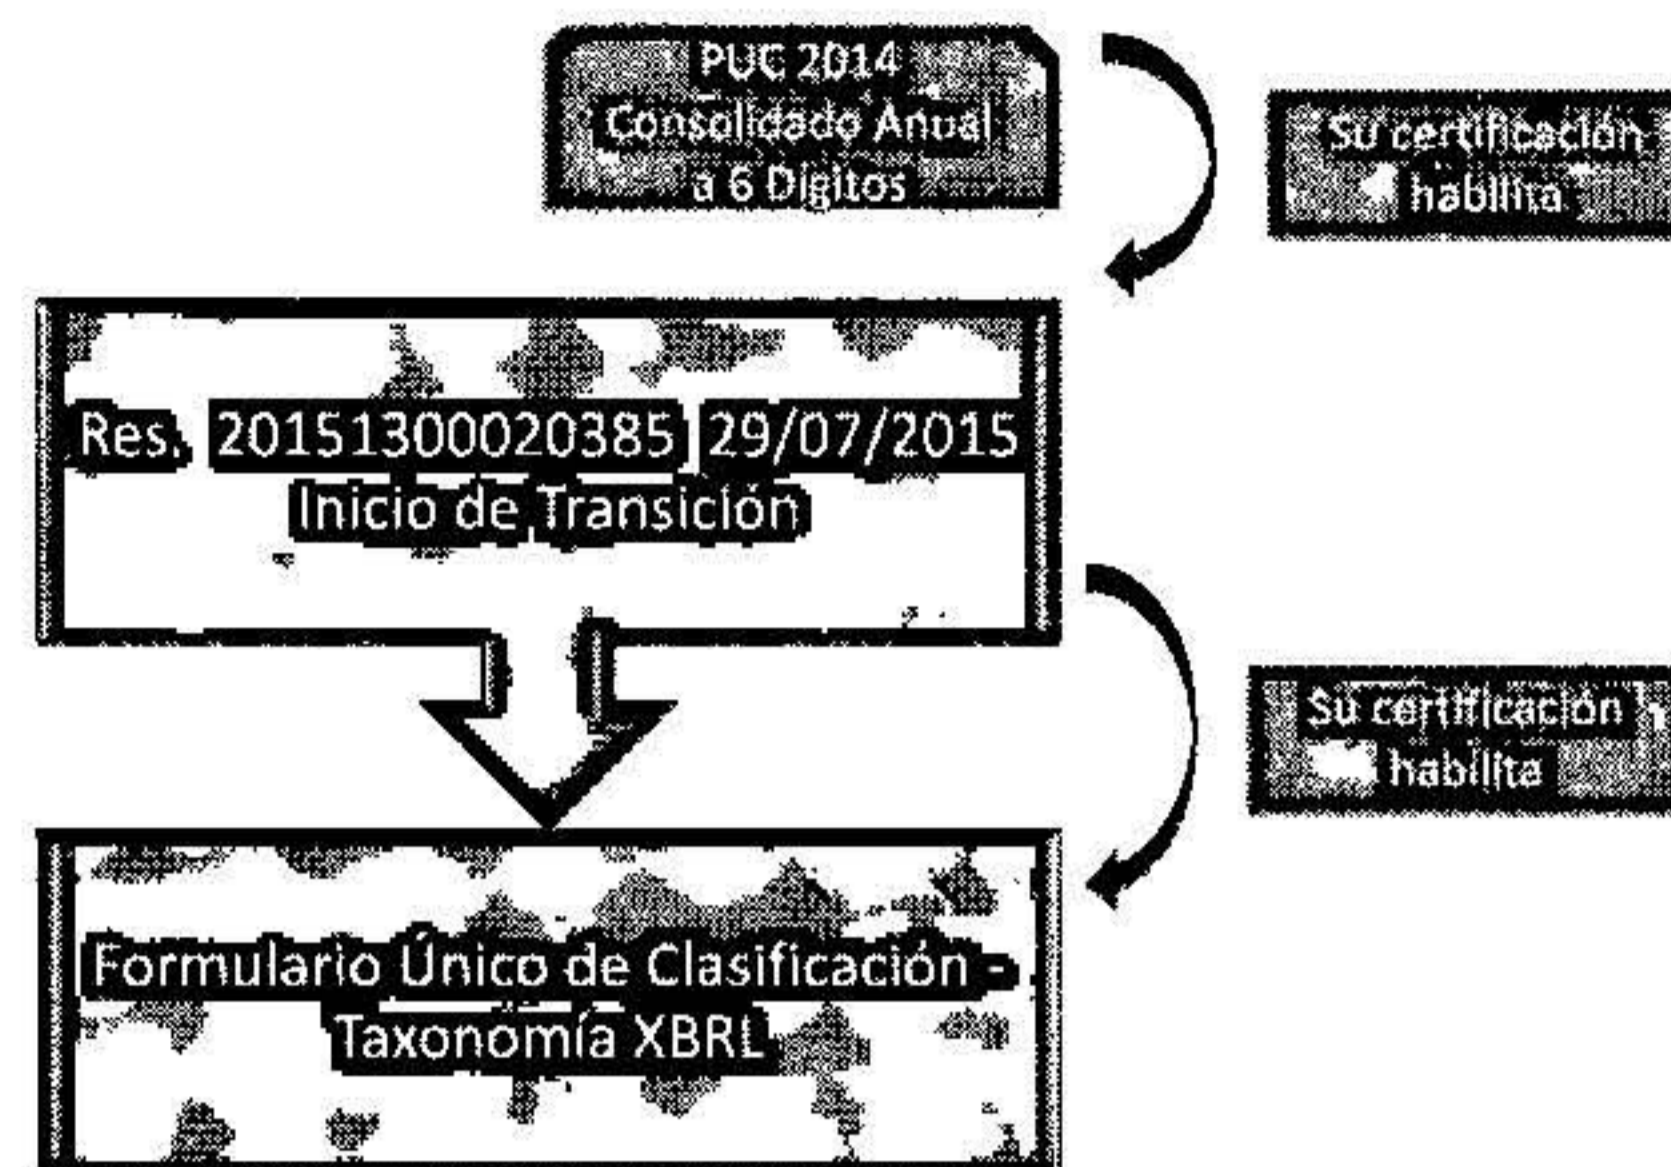 PUC 2014
Consolidado Anual
a 6 Dígitos
Su certificación
habilita
Res. 20151300020385 29/07/2015
Inicio de Transición
Su certificación
habilita
Formulario Único de Clasificación -
Taxonomía XBRL